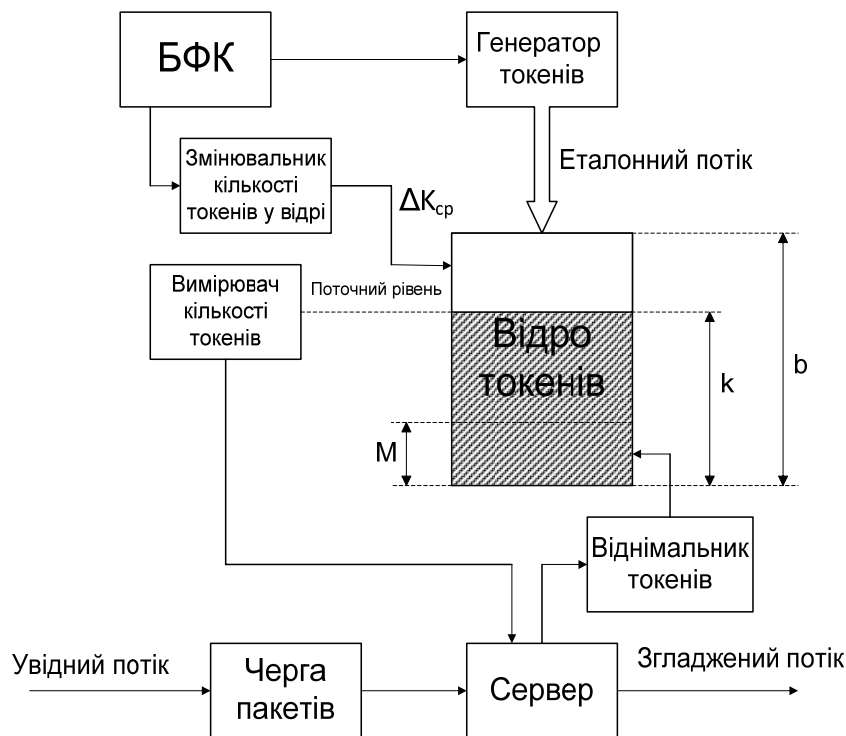 БФК
Генератор
токенів
Змінювальник
кількості
токенів у відрі
ΔКср
Еталонний потік
Вимірювач
кількості
токенів
Поточний рівень
Відро
токенів
k
b
M
Віднімальник
токенів
Увідний потік
Черга
пакетів
Сервер
Згладжений потік